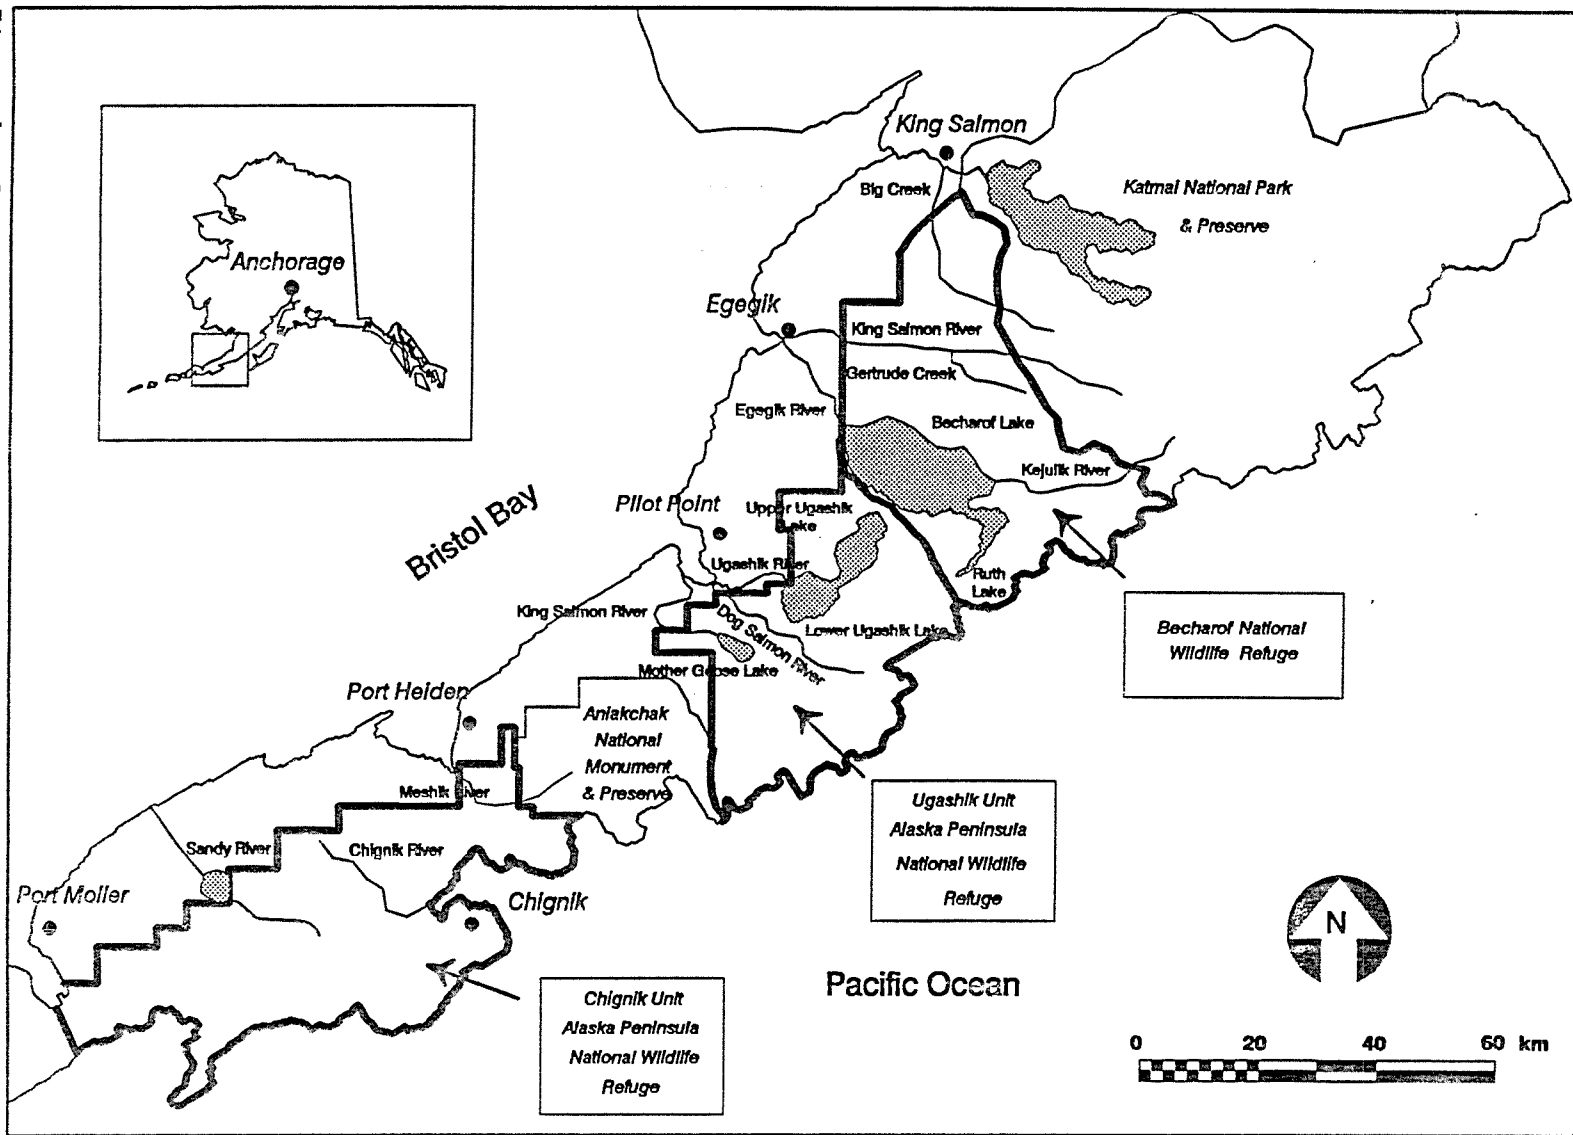 King Salmon
Big Creek
Katmai National Park
& Preserve
Anchorage
Egegik
King Salmon River
Gertrude Creek
Egegik River
Becharof Lake
Kejulik River
Pilot Point
Upper Ugashik
Lake
Bristol Bay
Ugashik River
Ruth
Lake
King Salmon River
Dog Salmon River
Lower Ugashik Lake
Becharof National
Wildlife Refuge
Mother Goose Lake
Port Heiden
Aniakchak
National
Monument
& Preserve
Meshik River
Ugashik Unit
Alaska Peninsula
National Wildlife
Refuge
Sandy River
Chignik River
Port Moller
Chignik
N
Pacific Ocean
Chignik Unit
Alaska Peninsula
National Wildlife
Refuge
0 20 40 60 km